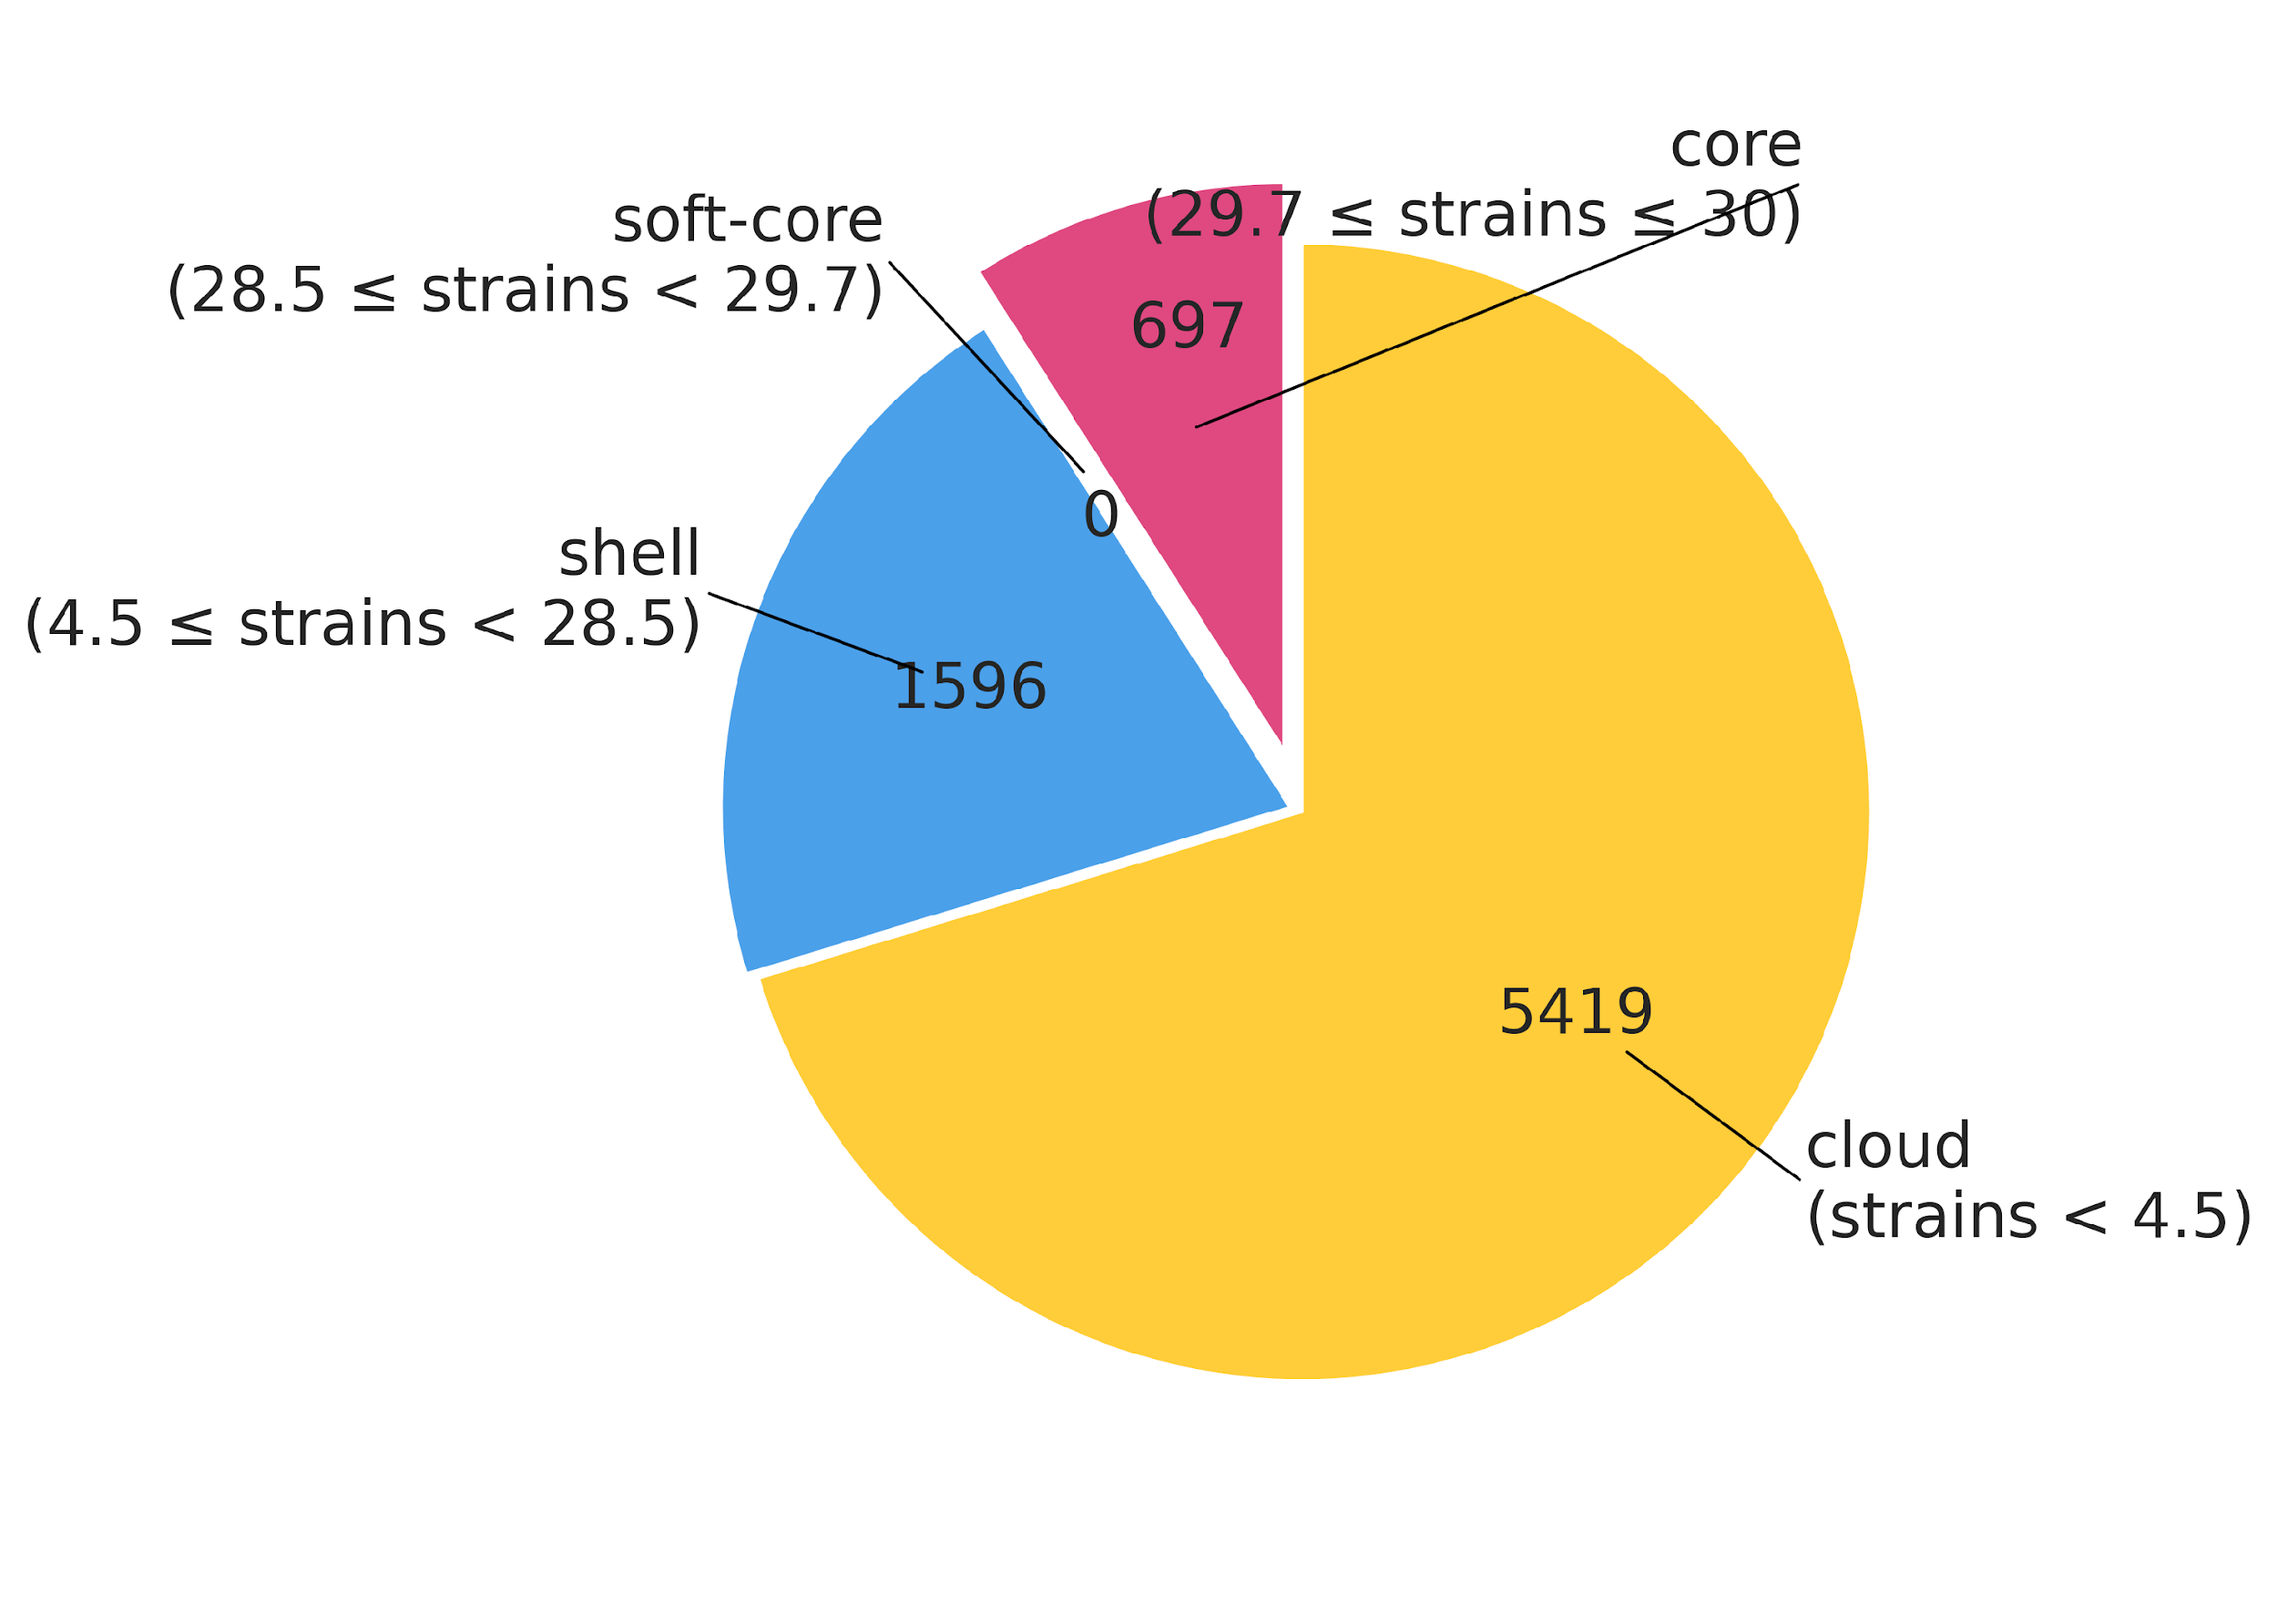 core
(29.7 ≤ strains ≤ 30)
soft-core
(28.5 ≤ strains < 29.7)
697
0
shell
(4.5 ≤ strains < 28.5)
1596
5419
cloud
(strains < 4.5)